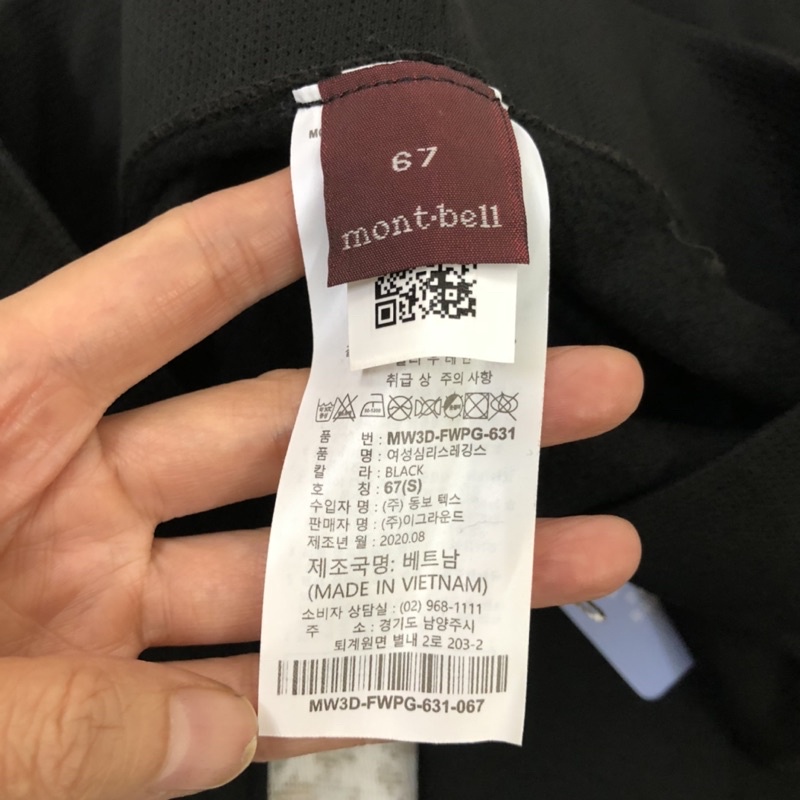 67
mont·bell
취급 상 주의사항
품 번 : MW3D-FWPG-631
품 명 : 여성심리스레깅스
칼 라 : BLACK
호 칭 : 67(S)
수입자 명 : (주) 동보 텍스
판매자 명 : (주)이그라운드
제조년 월 : 2020.08
제조국명: 베트남
(MADE IN VIETNAM)
소비자 상담실 : (02) 968-1111
주 소 : 경기도 남양주시
퇴계원면 별내 2로 203-2
MW3D-FWPG-631-067